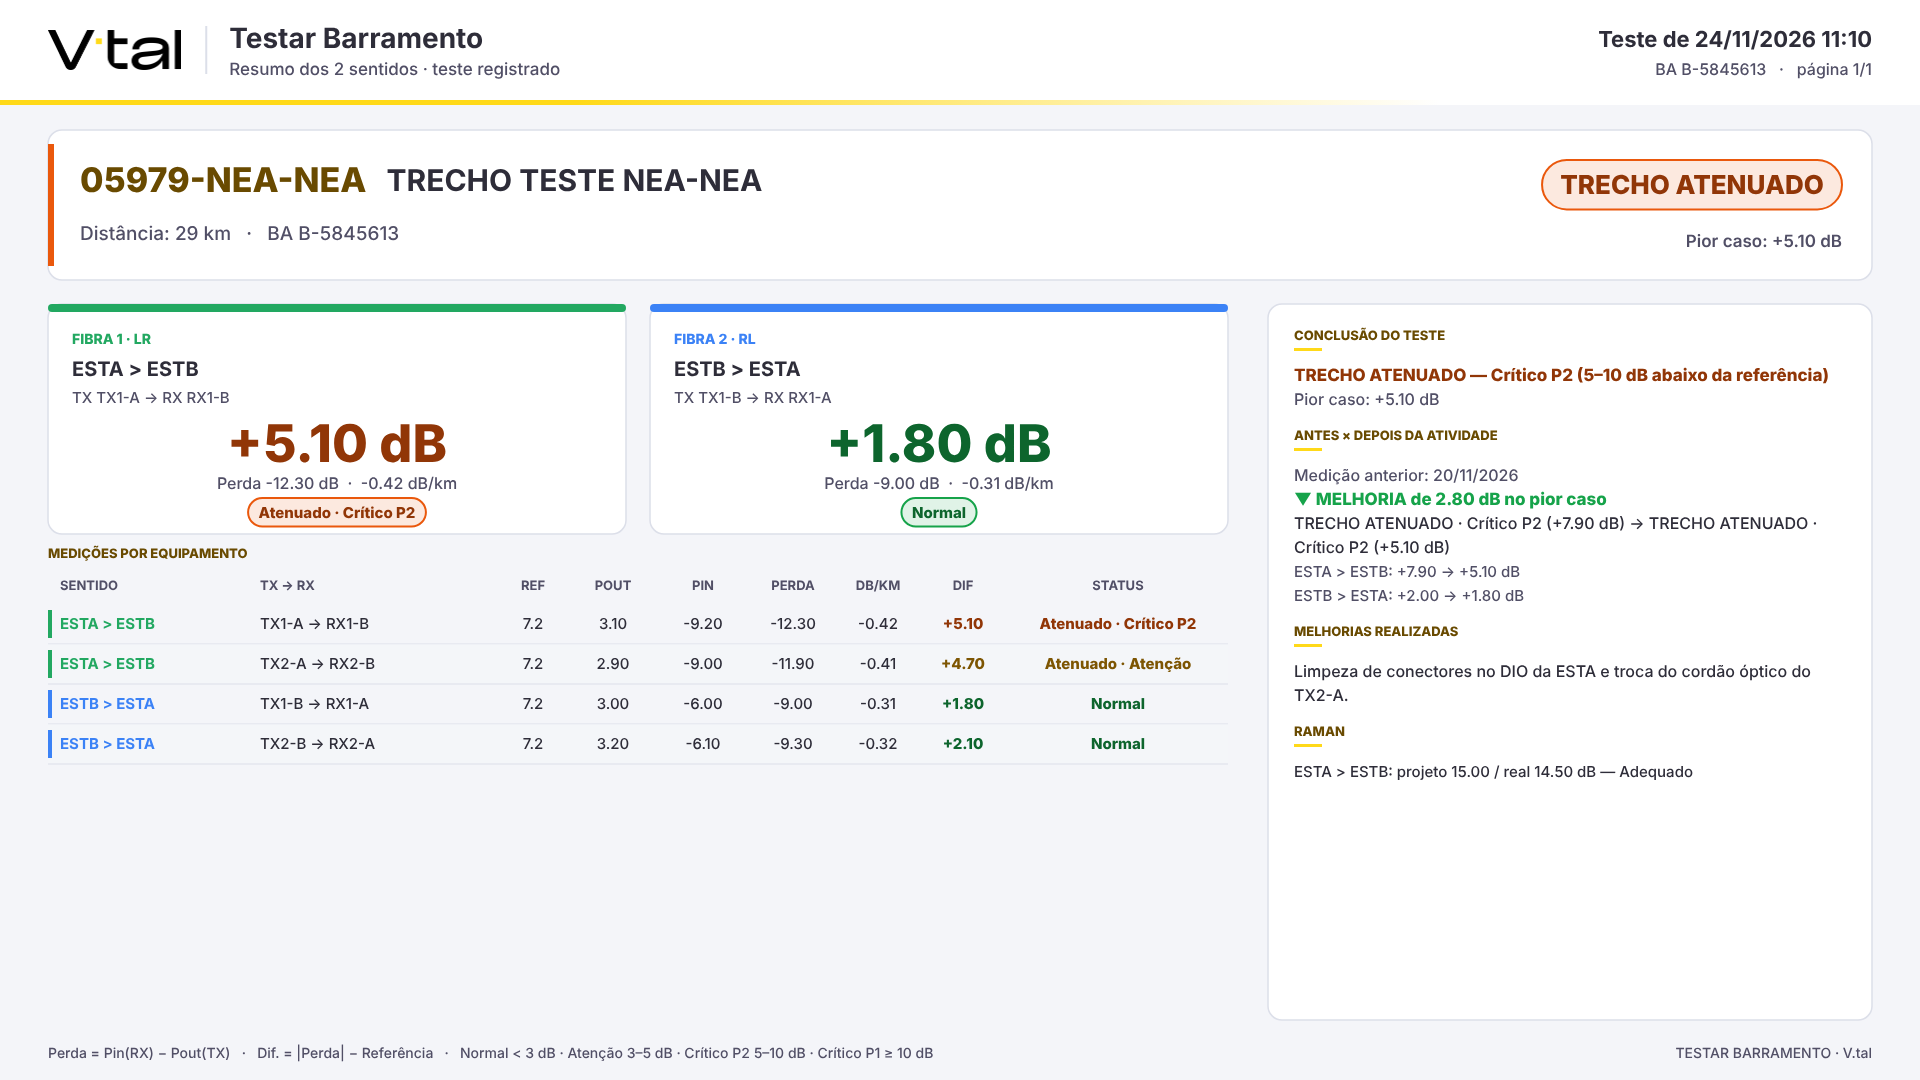 V.tal
Testar Barramento
Resumo dos 2 sentidos · teste registrado
Teste de 24/11/2026 11:10
BA B-5845613 · página 1/1
05979-NEA-NEA TRECHO TESTE NEA-NEA
Distância: 29 km · BA B-5845613
TRECHO ATENUADO
Pior caso: +5.10 dB
FIBRA 1 · LR
ESTA > ESTB
TX TX1-A → RX RX1-B
+5.10 dB
Perda -12.30 dB · -0.42 dB/km
Atenuado · Crítico P2
FIBRA 2 · RL
ESTB > ESTA
TX TX1-B → RX RX1-A
+1.80 dB
Perda -9.00 dB · -0.31 dB/km
Normal
MEDIÇÕES POR EQUIPAMENTO
SENTIDO TX → RX REF POUT PIN PERDA DB/KM DIF STATUS
ESTA > ESTB TX1-A → RX1-B 7.2 3.10 -9.20 -12.30 -0.42 +5.10 Atenuado · Crítico P2
ESTA > ESTB TX2-A → RX2-B 7.2 2.90 -9.00 -11.90 -0.41 +4.70 Atenuado · Atenção
ESTB > ESTA TX1-B → RX1-A 7.2 3.00 -6.00 -9.00 -0.31 +1.80 Normal
ESTB > ESTA TX2-B → RX2-A 7.2 3.20 -6.10 -9.30 -0.32 +2.10 Normal
CONCLUSÃO DO TESTE
TRECHO ATENUADO — Crítico P2 (5–10 dB abaixo da referência)
Pior caso: +5.10 dB
ANTES × DEPOIS DA ATIVIDADE
Medição anterior: 20/11/2026
▼ MELHORIA de 2.80 dB no pior caso
TRECHO ATENUADO · Crítico P2 (+7.90 dB) → TRECHO ATENUADO ·
Crítico P2 (+5.10 dB)
ESTA > ESTB: +7.90 → +5.10 dB
ESTB > ESTA: +2.00 → +1.80 dB
MELHORIAS REALIZADAS
Limpeza de conectores no DIO da ESTA e troca do cordão óptico do
TX2-A.
RAMAN
ESTA > ESTB: projeto 15.00 / real 14.50 dB — Adequado
Perda = Pin(RX) − Pout(TX) · Dif. = |Perda| − Referência · Normal < 3 dB · Atenção 3–5 dB · Crítico P2 5–10 dB · Crítico P1 ≥ 10 dB
TESTAR BARRAMENTO · V.tal